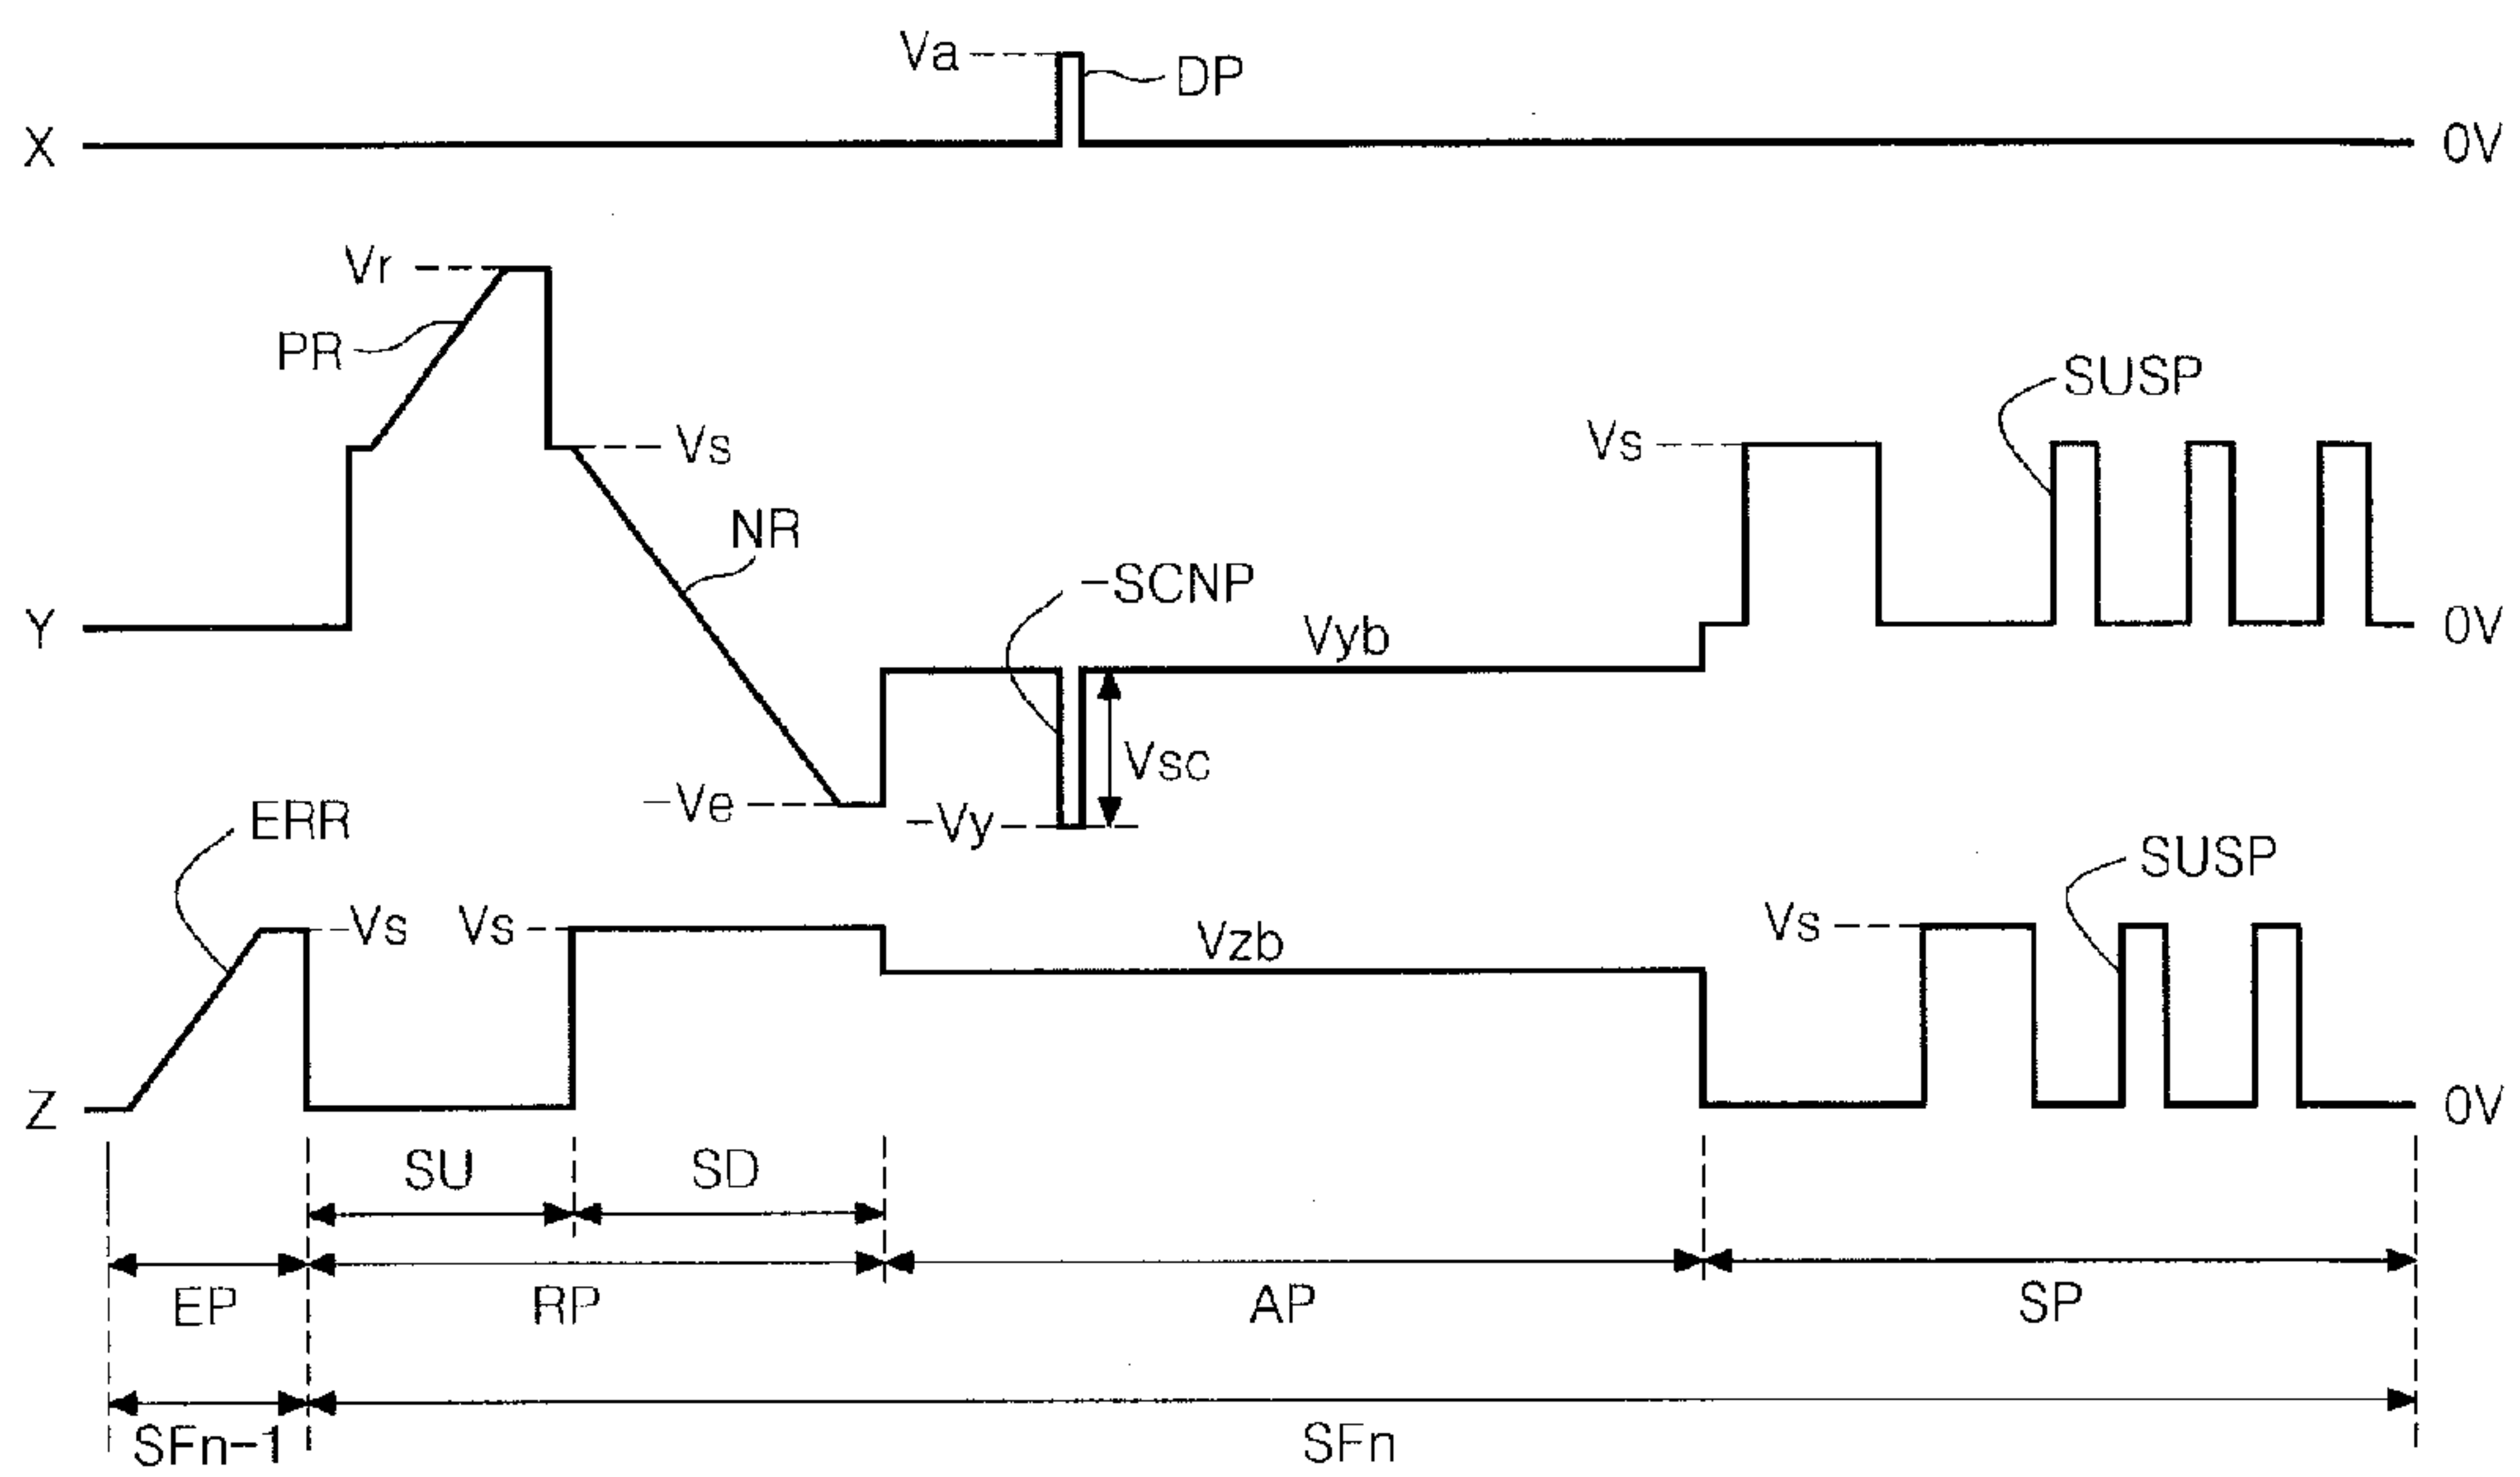 Va
DP
X
0V
Vr
PR
Vs
Vs
SUSP
NR
-SCNP
Y
Vyb
0V
Vsc
-Ve
-Vy
ERR
SUSP
Vs
Vs
Vzb
Vs
Z
0V
SU
SD
EP
RP
AP
SP
SFn-1
SFn